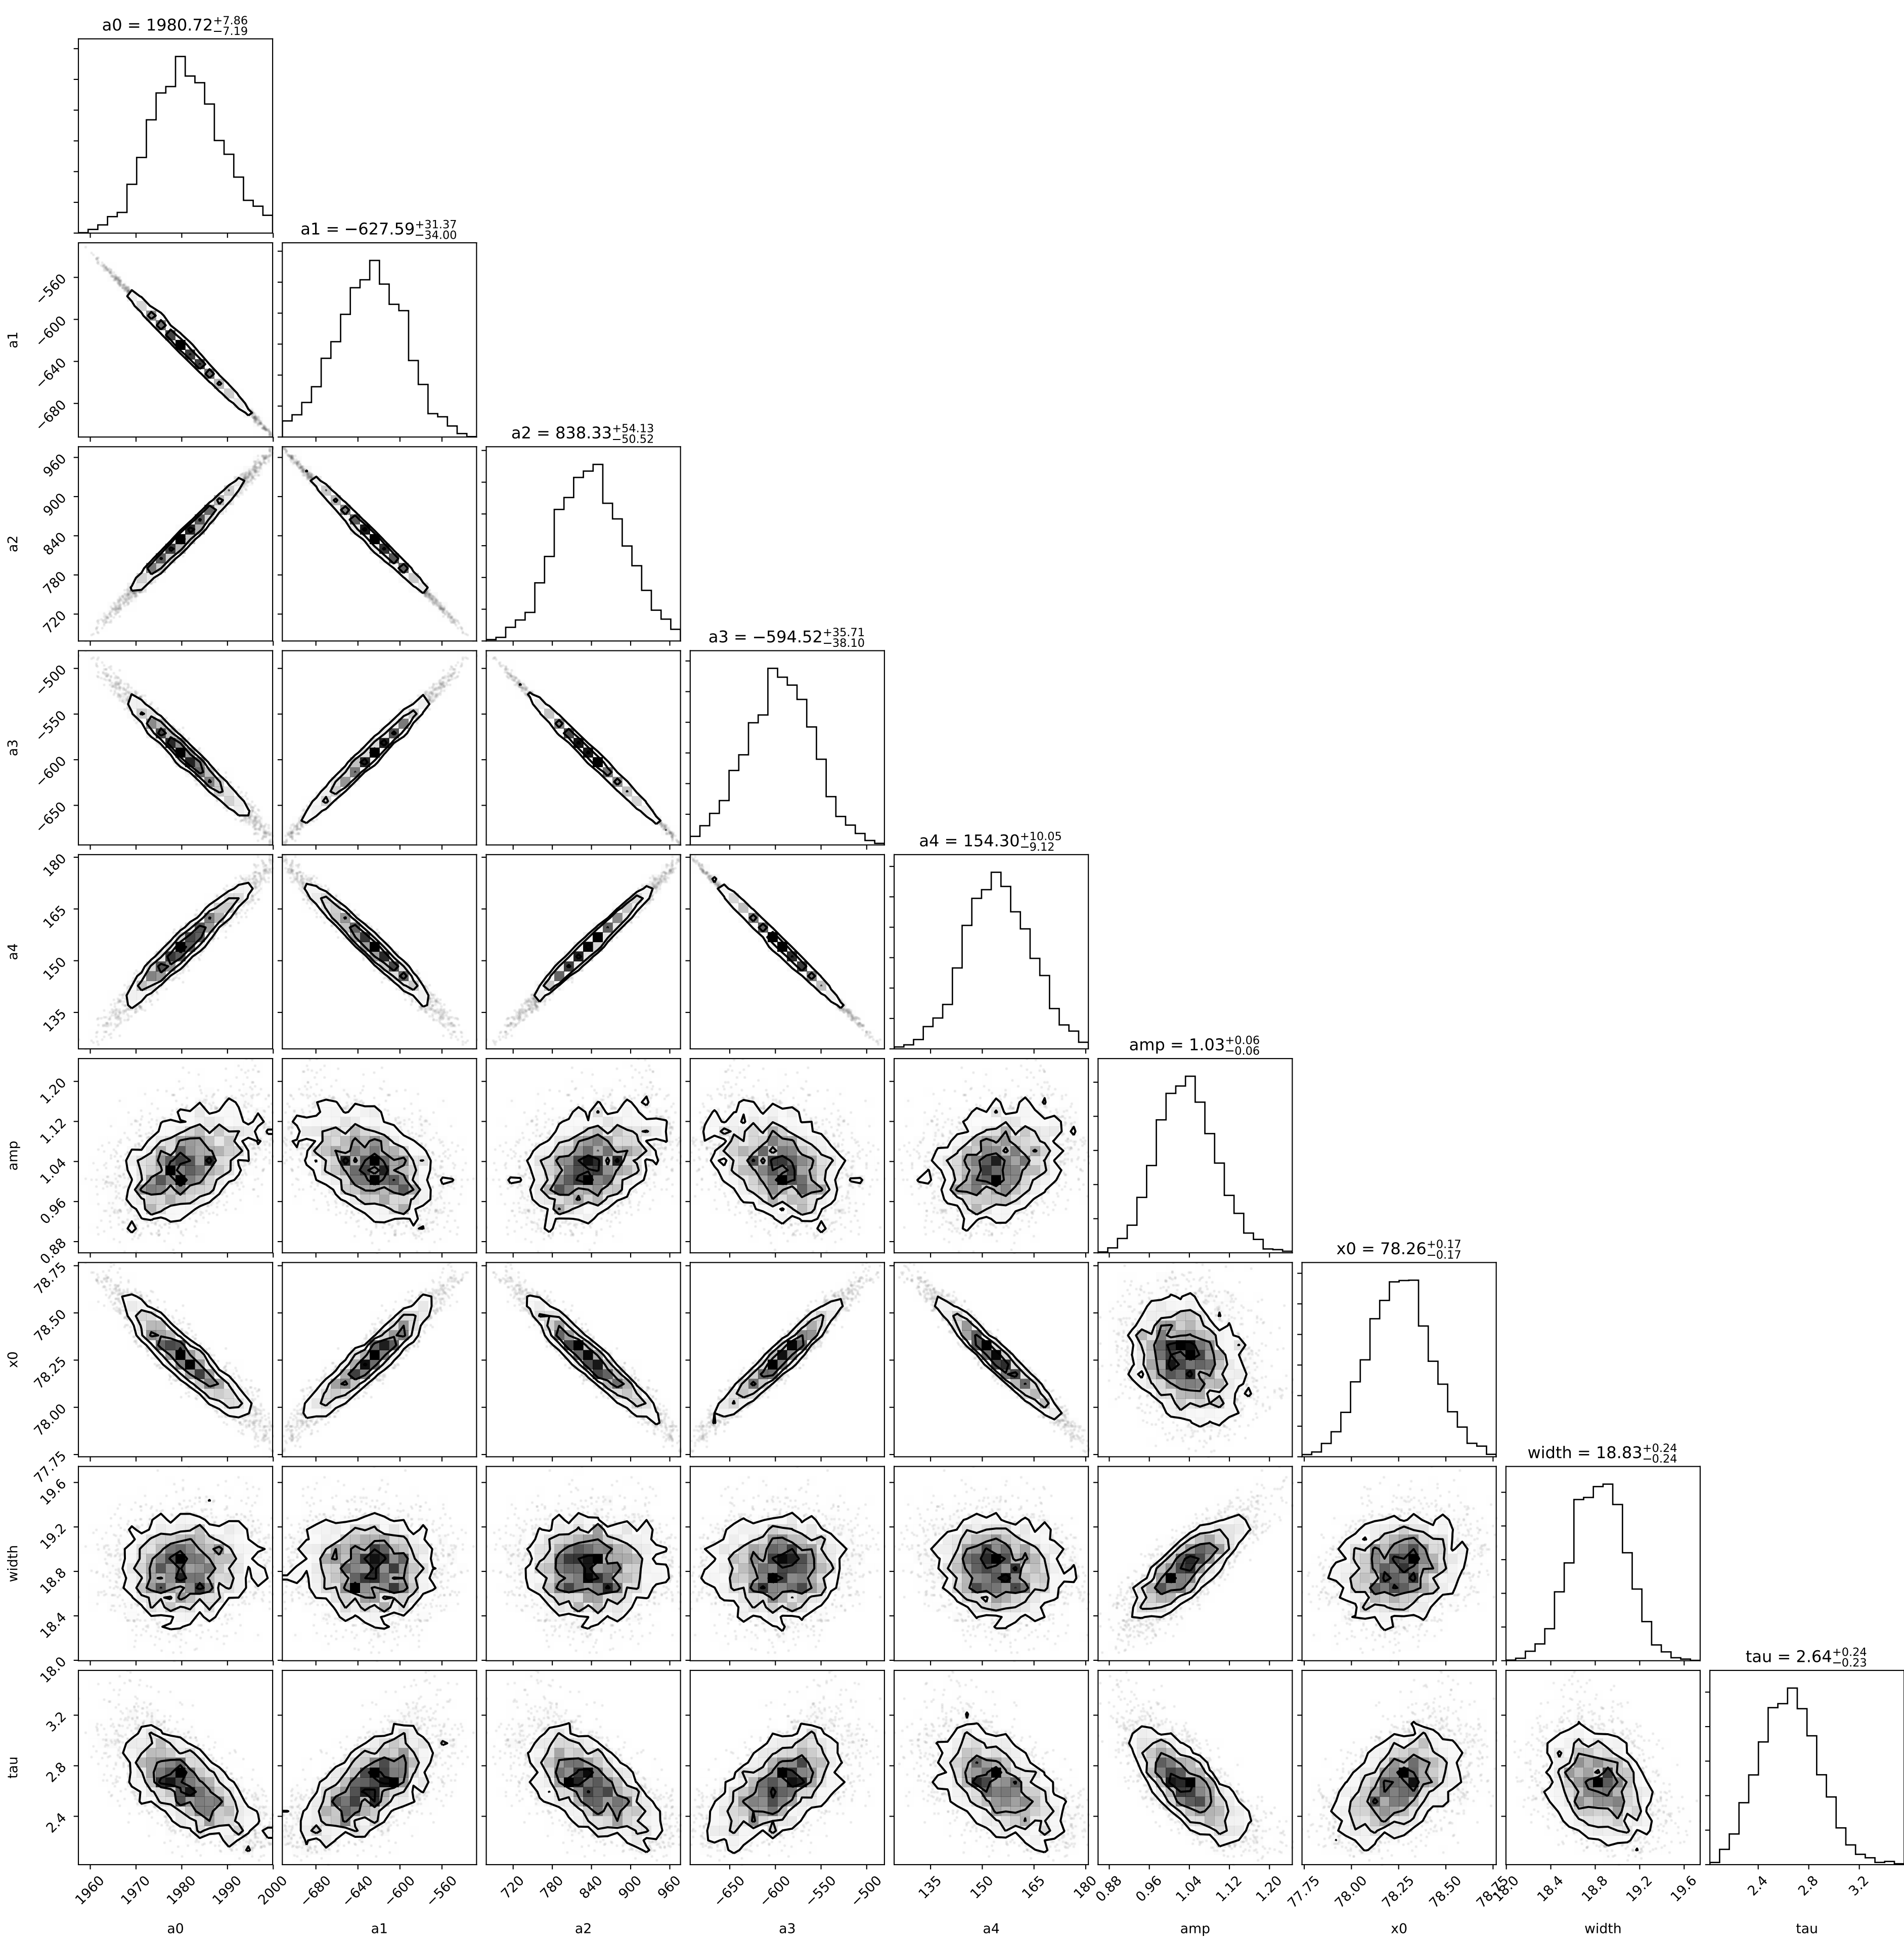 a0 = 1980.72+7.86−7.19
a1 = −627.59+31.37−34.00
−560
−600
−640
−680
a1
a2 = 838.33+54.13−50.52
960
900
840
780
720
a2
a3 = −594.52+35.71−38.10
−500
−550
−600
−650
a3
a4 = 154.30+10.05−9.12
180
165
150
135
a4
amp = 1.03+0.06−0.06
1.20
1.12
1.04
0.96
0.88
amp
x0 = 78.26+0.17−0.17
78.75
78.50
78.25
78.00
77.75
x0
width = 18.83+0.24−0.24
19.6
19.2
18.8
18.4
18.0
width
tau = 2.64+0.24−0.23
3.2
2.8
2.4
tau
1960 1970 1980 1990 2000 −680 −640 −600 −560 720 780 840 900 960 −650 −600 −550 −500 135 150 165 180 0.88 0.96 1.04 1.12 1.20 77.75 78.00 78.25 78.50 78.75 18.0 18.4 18.8 19.2 19.6 2.4 2.8 3.2
a0 a1 a2 a3 a4 amp x0 width tau